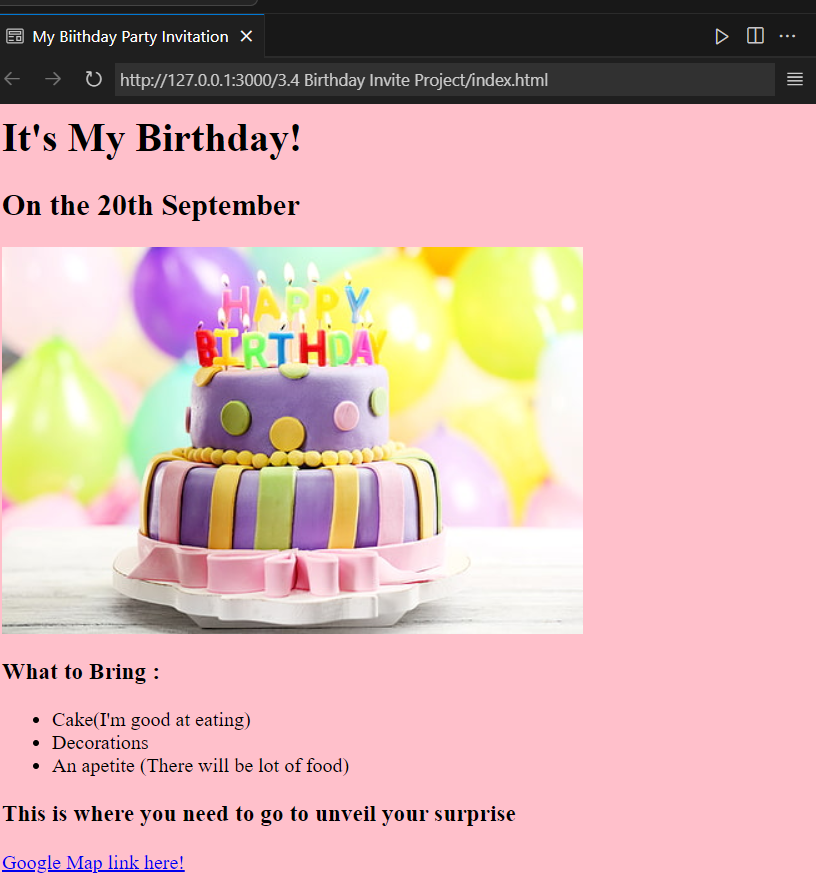 My Biithday Party Invitation
http://127.0.0.1:3000/3.4 Birthday Invite Project/index.html
It's My Birthday!
On the 20th September
HAPPY
BIRTHDAY
What to Bring :
Cake(I'm good at eating)
Decorations
An apetite (There will be lot of food)
This is where you need to go to unveil your surprise
Google Map link here!